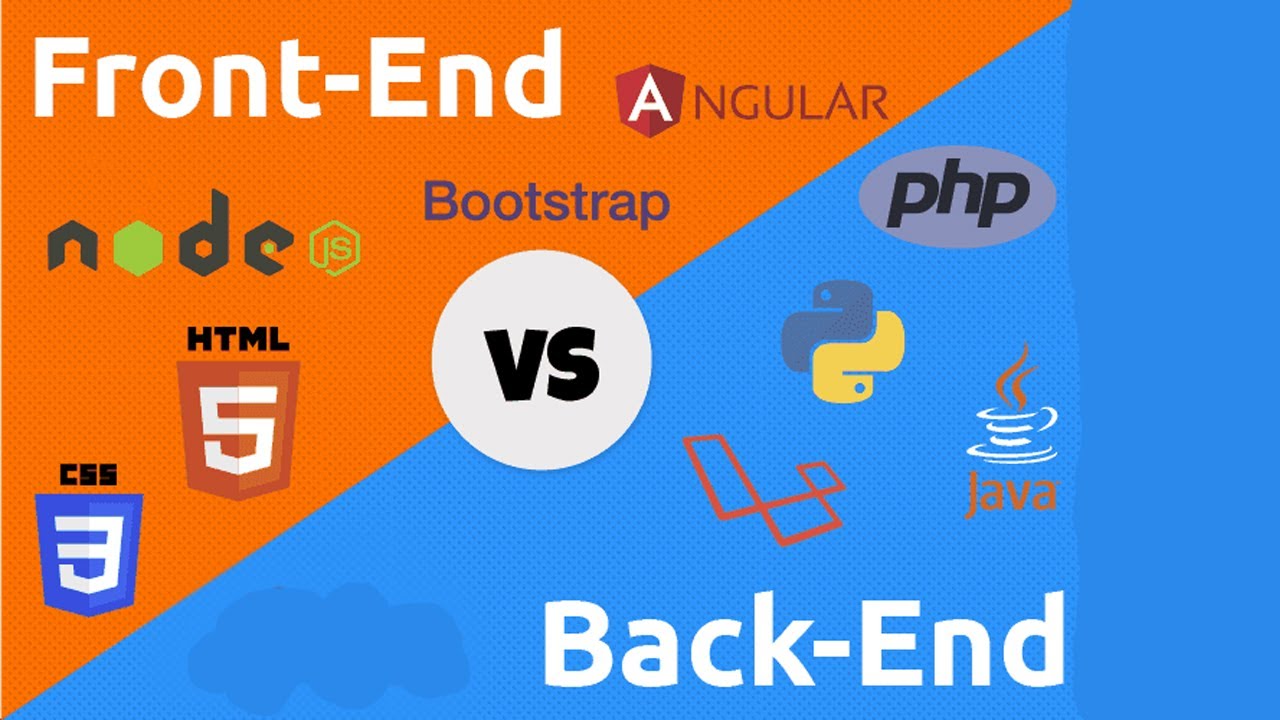 Front-End
ANGULAR
Bootstrap
php
node
JS
HTML
5
VS
Java
CSS
3
Back-End